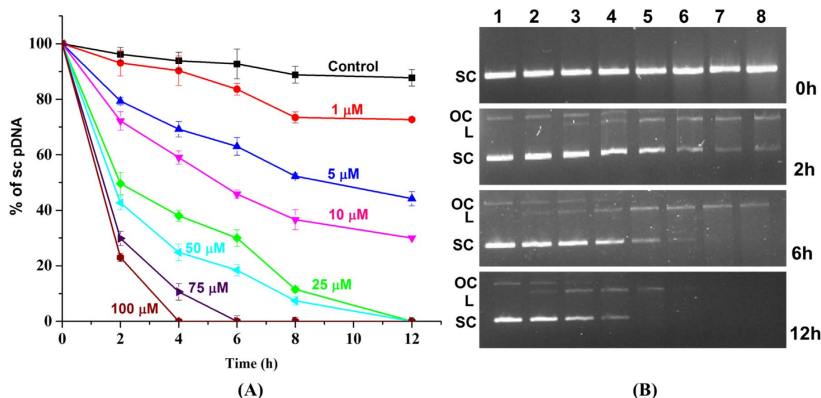 100
80
60
40
20
0
% of sc pDNA
0 2 4 6 8 10 12
Time (h)
Control
1 μM
5 μM
10 μM
25 μM
50 μM
75 μM
100 μM
(A)
1 2 3 4 5 6 7 8
SC
0h
OC
L
SC
2h
OC
L
SC
6h
OC
L
SC
12h
(B)